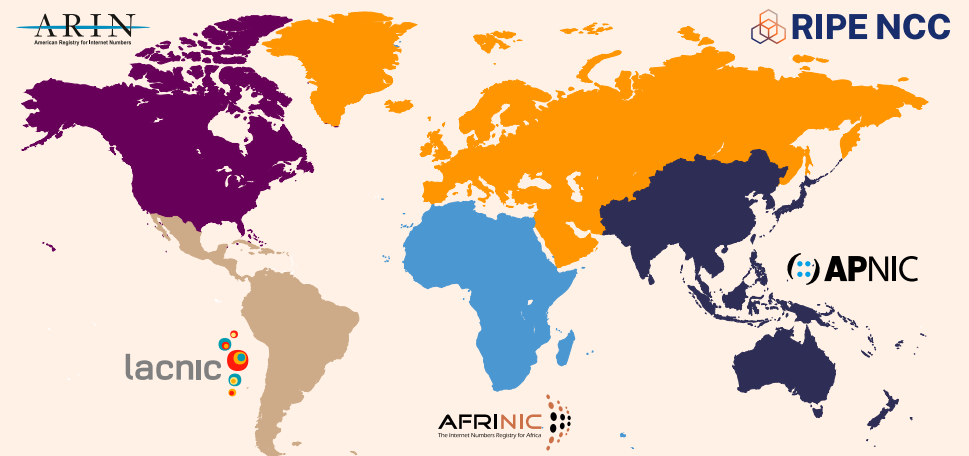 ARIN
American Registry for Internet Numbers
RIPE NCC
APNIC
lacnic
AFRINIC
The Internet Numbers Registry for Africa